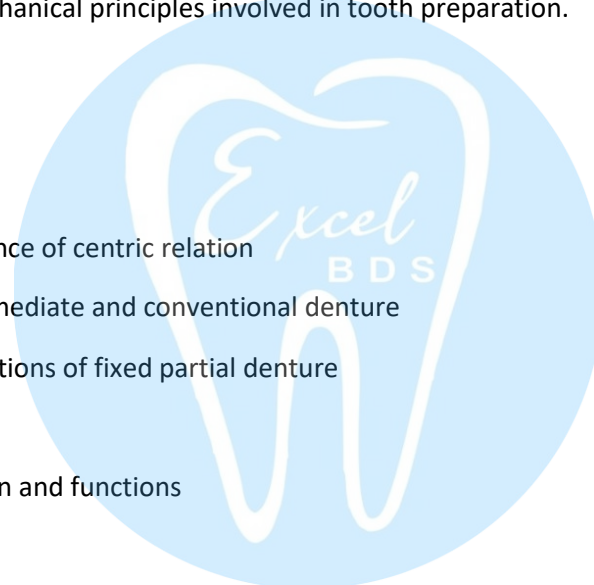 hanical principles involved in tooth preparation.
Excel
BDS
nce of centric relation
mediate and conventional denture
tions of fixed partial denture
n and functions